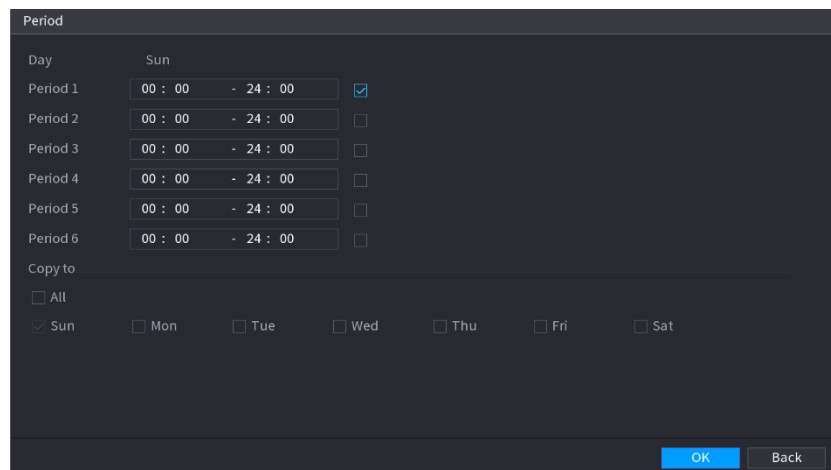 Period
Day Sun
Period 1 00 : 00 - 24 : 00
Period 2 00 : 00 - 24 : 00
Period 3 00 : 00 - 24 : 00
Period 4 00 : 00 - 24 : 00
Period 5 00 : 00 - 24 : 00
Period 6 00 : 00 - 24 : 00
Copy to
All
Sun Mon Tue Wed Thu Fri Sat
OK Back